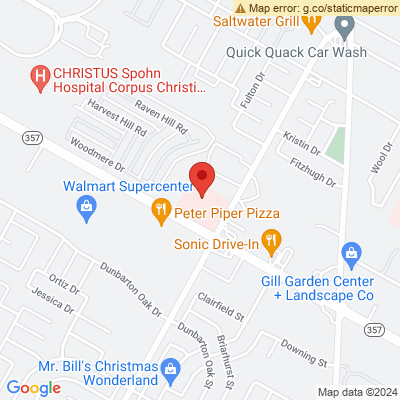 Map error: g.co/staticmaperror
Saltwater Grill
Quick Quack Car Wash
CHRISTUS Spohn
Hospital Corpus Christi…
Fulton Dr
Harvest Hill Rd
Raven Hill Rd
Kristin Dr
357
Woodmere Dr
Fitzhugh Dr
Wool Dr
Walmart Supercenter
Peter Piper Pizza
Sonic Drive-In
Gill Garden Center
+ Landscape Co
Ortiz Dr
Jessica Dr
Dunbarton Oak Dr
Clairfield St
357
Dunbarton Oak St
Briarhurst St
Downing St
Mr. Bill's Christmas
Wonderland
Google
Map data ©2024